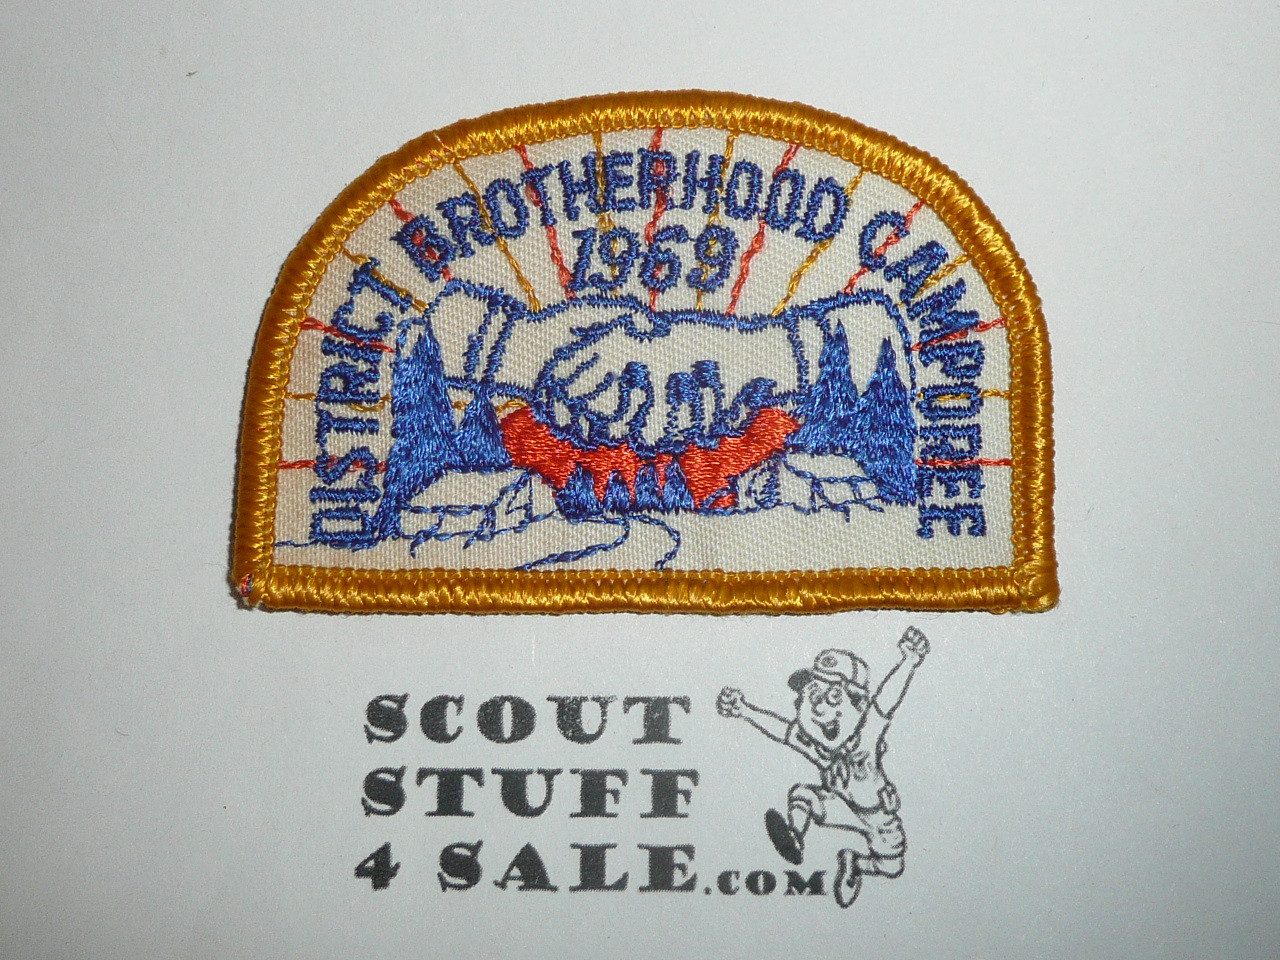 DISTRICT BROTHERHOOD CAMPOREE
1969
SCOUT
STUFF
4 SALE.COM